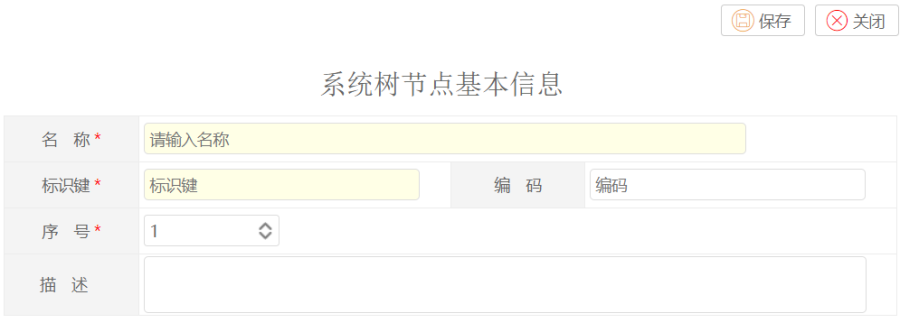 保存 关闭
系统树节点基本信息
名 称 * 请输入名称
标识键 * 标识键 编 码 编码
序 号 * 1
描 述